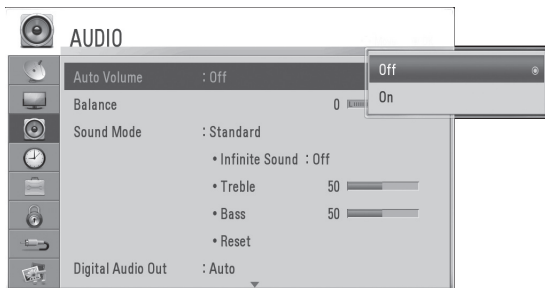 AUDIO
Auto Volume : Off
Off
On
Balance 0
Sound Mode : Standard
• Infinite Sound : Off
• Treble 50
• Bass 50
• Reset
Digital Audio Out : Auto